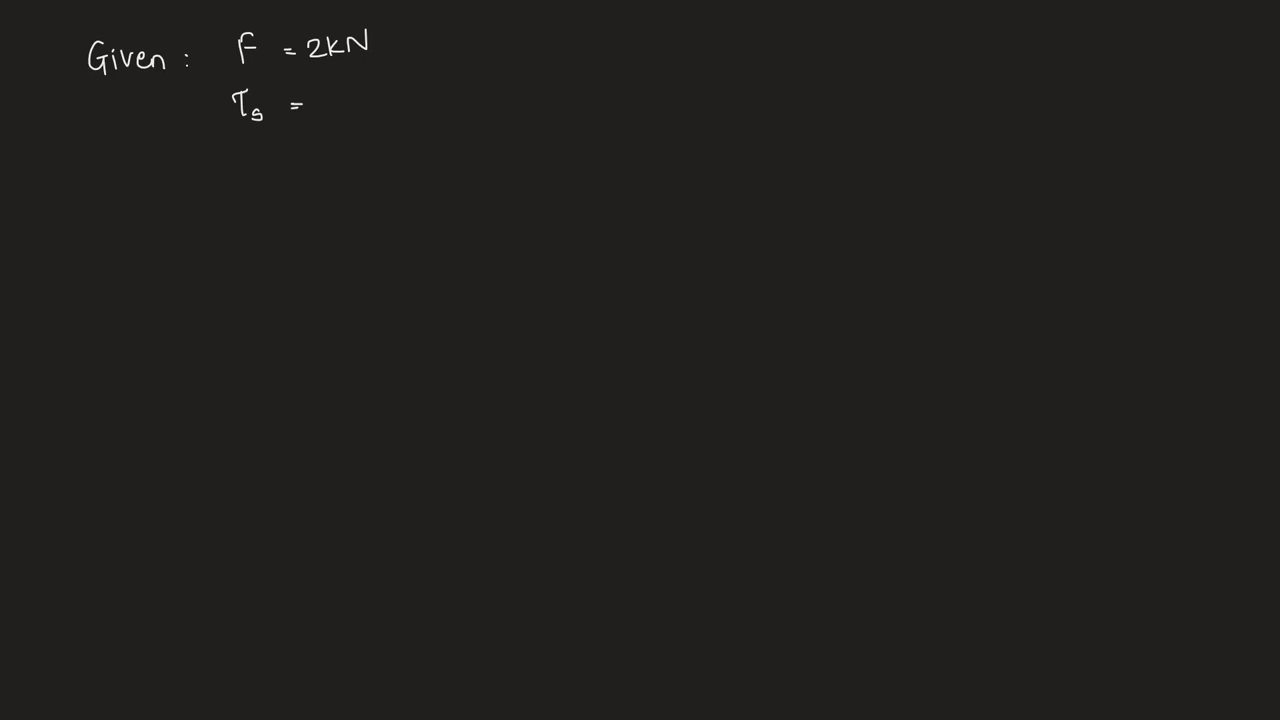 Given : F = 2kN
τs =